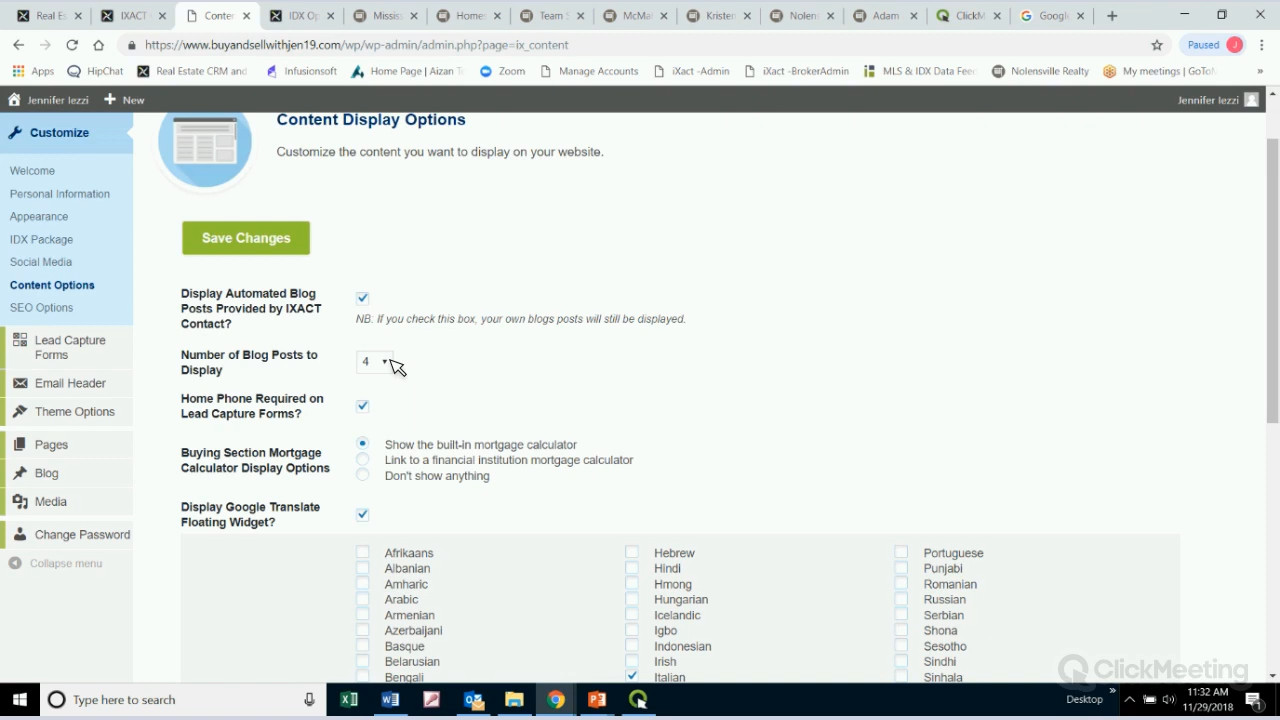 Real Es
IXACT
Conter
IDX Op
Mississ
Homes
Team S
McMa
Kristen
Nolens
Adam
ClickM
Google
https://www.buyandsellwithjen19.com/wp/wp-admin/admin.php?page=ix_content
Paused
J
Apps
HipChat
Real Estate CRM and
Infusionsoft
Home Page | Aizan Te
Zoom
Manage Accounts
iXact -Admin
iXact -BrokerAdmin
MLS & IDX Data Feed
Nolensville Realty
My meetings | GoTo
»
Jennifer Iezzi
New
Jennifer Iezzi
Customize
Welcome
Personal Information
Appearance
IDX Package
Social Media
Content Options
SEO Options
Lead Capture
Forms
Email Header
Theme Options
Pages
Blog
Media
Change Password
Collapse menu
Content Display Options
Customize the content you want to display on your website.
Save Changes
Display Automated Blog
Posts Provided by IXACT
Contact?
NB: If you check this box, your own blogs posts will still be displayed.
Number of Blog Posts to
Display
4
Home Phone Required on
Lead Capture Forms?
Buying Section Mortgage
Calculator Display Options
Show the built-in mortgage calculator
Link to a financial institution mortgage calculator
Don't show anything
Display Google Translate
Floating Widget?
Afrikaans
Albanian
Amharic
Arabic
Armenian
Azerbaijani
Basque
Belarusian
Bengali
Hebrew
Hindi
Hmong
Hungarian
Icelandic
Igbo
Indonesian
Irish
Italian
Portuguese
Punjabi
Romanian
Russian
Serbian
Shona
Sesotho
Sindhi
Sinhala
ClickMeeting
Type here to search
Desktop
»
11:32 AM
11/29/2018
1